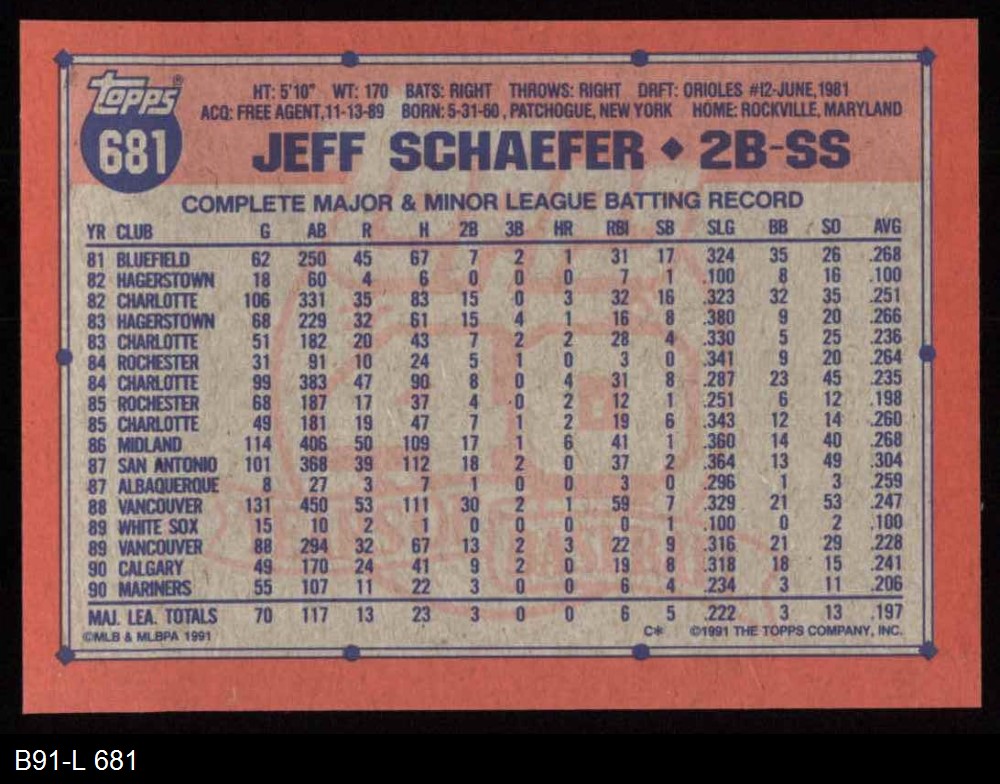 topps®
681
HT: 5'10" WT: 170 BATS: RIGHT THROWS: RIGHT DRFT: ORIOLES #12-JUNE,1981
ACQ: FREE AGENT,11-13-89 BORN: 5-31-60, PATCHOGUE, NEW YORK HOME: ROCKVILLE, MARYLAND
JEFF SCHAEFER ◆ 2B-SS
COMPLETE MAJOR & MINOR LEAGUE BATTING RECORD
YR CLUB G AB R H 2B 3B HR RBI SB SLG BB SO AVG
81 BLUEFIELD 62 250 45 67 7 2 1 31 17 .324 35 26 .268
82 HAGERSTOWN 18 60 4 6 0 0 0 7 1 .100 8 16 .100
82 CHARLOTTE 106 331 35 83 15 0 3 32 16 .323 32 35 .251
83 HAGERSTOWN 68 229 32 61 15 4 1 16 8 .380 9 20 .266
83 CHARLOTTE 51 182 20 43 7 2 2 28 4 .330 5 25 .236
84 ROCHESTER 31 91 10 24 5 1 0 3 0 .341 9 20 .264
84 CHARLOTTE 99 383 47 90 8 0 4 31 8 .287 23 45 .235
85 ROCHESTER 68 187 17 37 4 0 2 12 1 .251 6 12 .198
85 CHARLOTTE 49 181 19 47 7 1 2 19 6 .343 12 14 .260
86 MIDLAND 114 406 50 109 17 1 6 41 1 .360 14 40 .268
87 SAN ANTONIO 101 368 39 112 18 2 0 37 2 .364 13 49 .304
87 ALBAQUERQUE 8 27 3 7 1 0 0 3 0 .296 1 3 .259
88 VANCOUVER 131 450 53 111 30 2 1 59 7 .329 21 53 .247
89 WHITE SOX 15 10 2 1 0 0 0 0 1 .100 0 2 .100
89 VANCOUVER 88 294 32 67 13 2 3 22 9 .316 21 29 .228
90 CALGARY 49 170 24 41 9 2 0 19 8 .318 18 15 .241
90 MARINERS 55 107 11 22 3 0 0 6 4 .234 3 11 .206
MAJ. LEA. TOTALS 70 117 13 23 3 0 0 6 5 .222 3 13 .197
©MLB & MLBPA 1991 C* ©1991 THE TOPPS COMPANY, INC.
B91-L 681